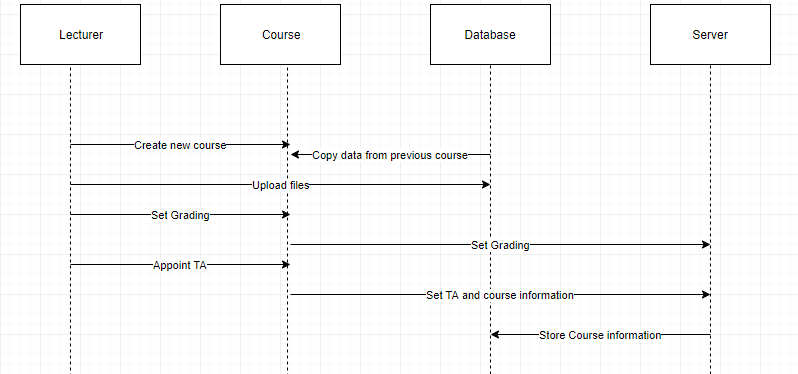 Lecturer
Course
Database
Server
Create new course
Copy data from previous course
Upload files
Set Grading
Set Grading
Appoint TA
Set TA and course information
Store Course information